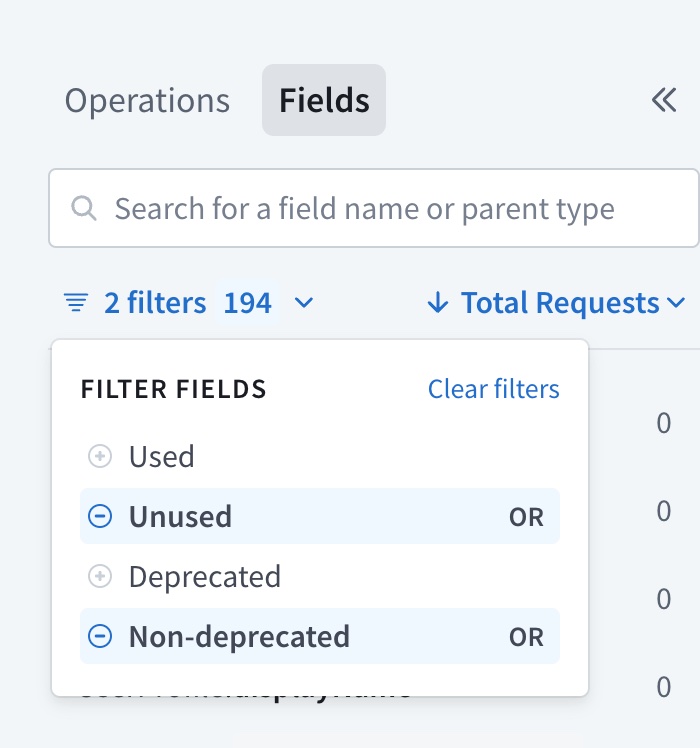 Operations Fields
Search for a field name or parent type
2 filters 194 Total Requests
FILTER FIELDS Clear filters
0
Used
Unused OR
0
Deprecated
0
Non-deprecated OR
0